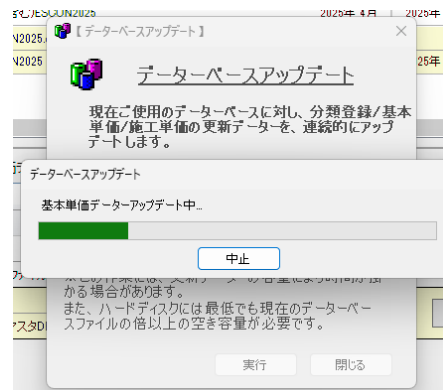 ESCON2025
2025年 4月
2025年
N2025.
【 データーベースアップデート 】
N2025
25年
データーベースアップデート
現在ご使用のデーターベースに対し、分類登録/基本
単価/施工単価の更新データーを、連続的にアップ
デートします。
データーベースアップデート
基本単価データーアップデート中...
中止
かる場合があります。
また、ハードディスクには最低でも現在のデーターベー
スファイルの倍以上の空き容量が必要です。
マスタD
実行
閉じる